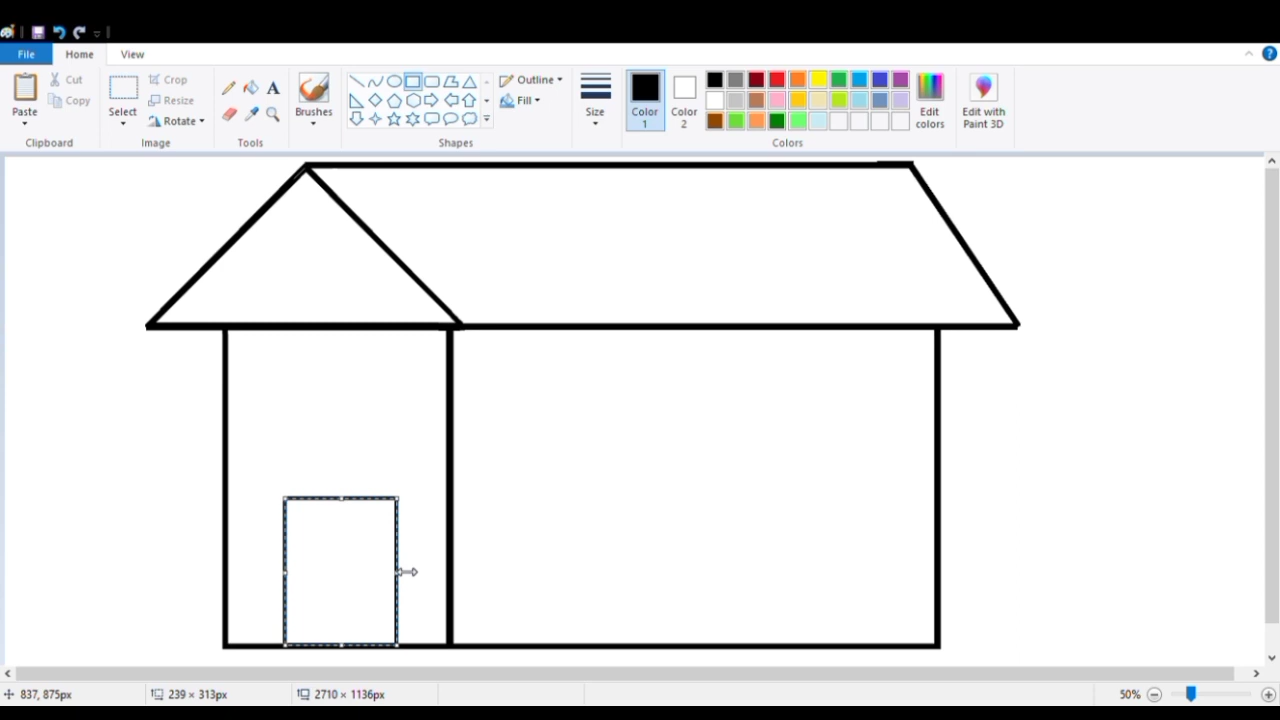 File Home View
Paste Cut Copy Clipboard
Select Crop Resize Rotate Image
A Tools
Brushes
Outline Fill Shapes
Size
Color 1 Color 2 Edit colors Colors
Edit with Paint 3D
837, 875px 239 × 313px 2710 × 1136px 50%